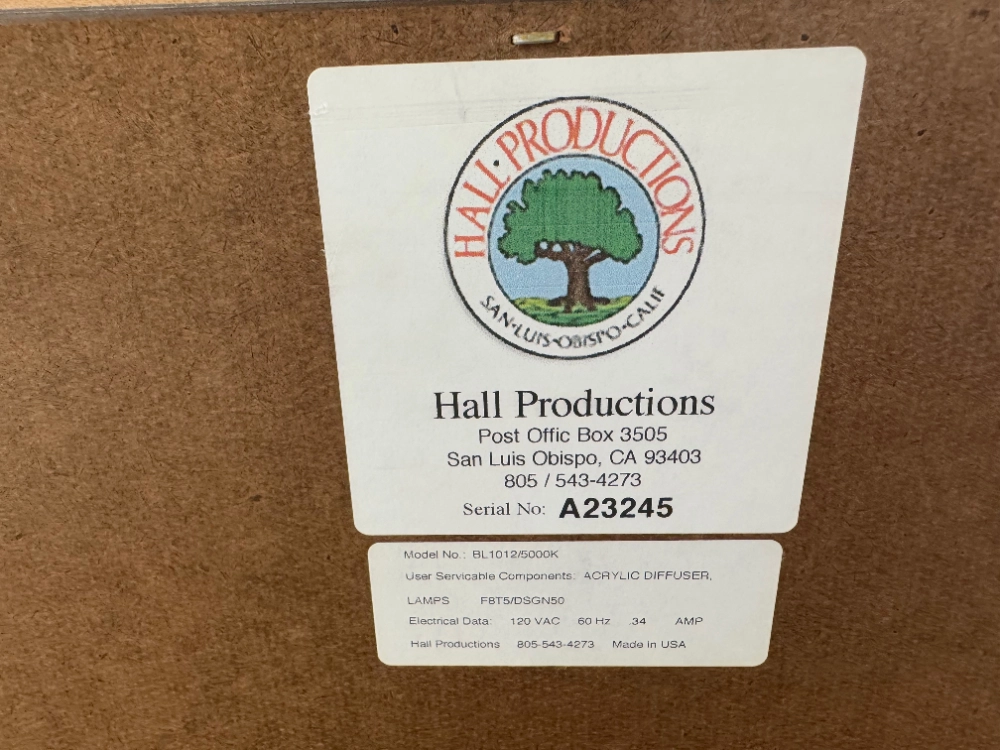 HALL·PRODUCTIONS
SAN·LUIS·OBISPO·CALIF
Hall Productions
Post Offic Box 3505
San Luis Obispo, CA 93403
805 / 543-4273
Serial No: A23245
Model No.: BL1012/5000K
User Servicable Components: ACRYLIC DIFFUSER,
LAMPS F8T5/DSGN50
Electrical Data: 120 VAC 60 Hz .34 AMP
Hall Productions 805-543-4273 Made in USA